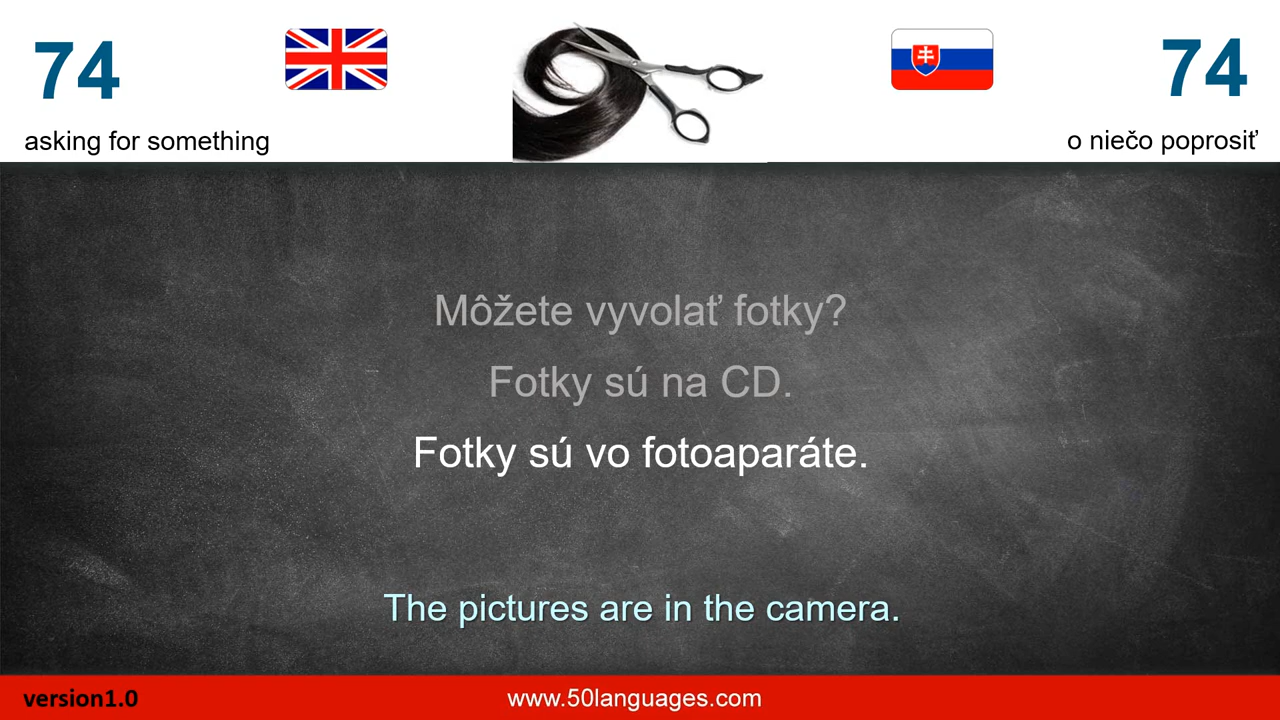 74
74
asking for something
o niečo poprosiť
Môžete vyvolať fotky?
Fotky sú na CD.
Fotky sú vo fotoaparáte.
The pictures are in the camera.
version1.0
www.50languages.com